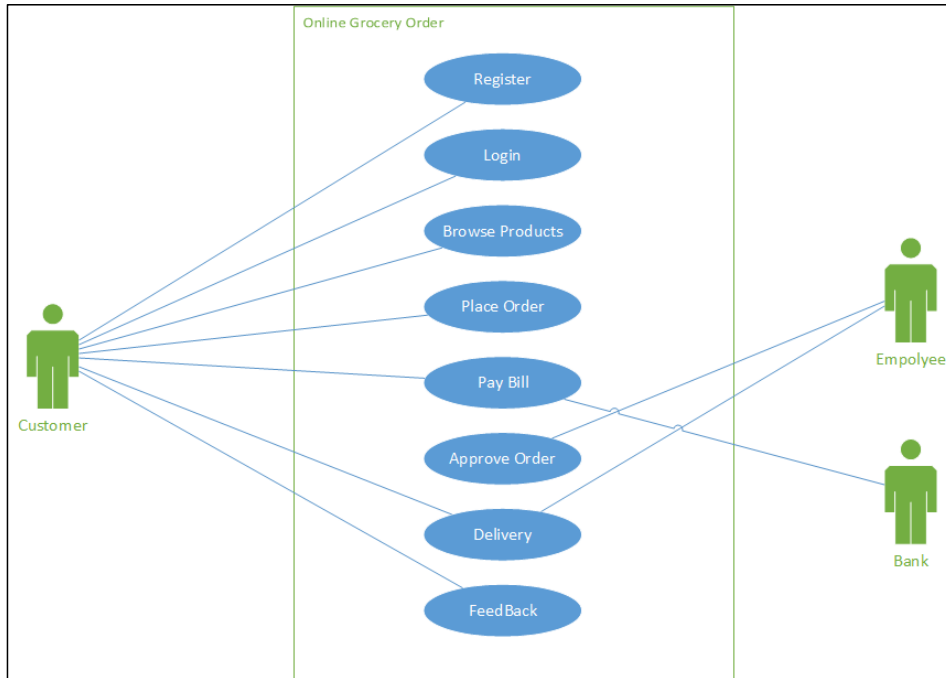 Online Grocery Order
Register
Login
Browse Products
Place Order
Pay Bill
Approve Order
Delivery
FeedBack
Customer
Empolyee
Bank